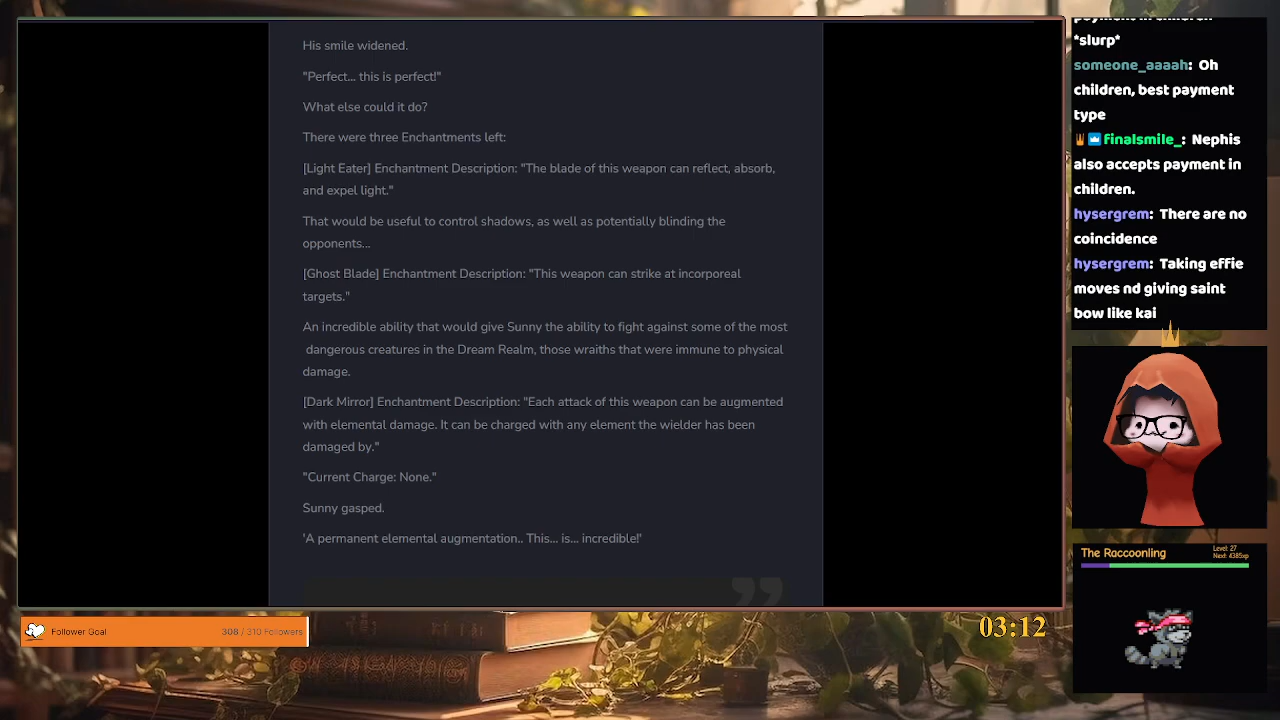 His smile widened.
"Perfect... this is perfect!"
What else could it do?
There were three Enchantments left:
[Light Eater] Enchantment Description: "The blade of this weapon can reflect, absorb,
and expel light."
That would be useful to control shadows, as well as potentially blinding the
opponents...
[Ghost Blade] Enchantment Description: "This weapon can strike at incorporeal
targets."
An incredible ability that would give Sunny the ability to fight against some of the most
dangerous creatures in the Dream Realm, those wraiths that were immune to physical
damage.
[Dark Mirror] Enchantment Description: "Each attack of this weapon can be augmented
with elemental damage. It can be charged with any element the wielder has been
damaged by."
"Current Charge: None."
Sunny gasped.
'A permanent elemental augmentation.. This... is... incredible!'
payment in children
*slurp*
someone_aaaah: Oh
children, best payment
type
finalsmile_: Nephis
also accepts payment in
children.
hysergrem: There are no
coincidence
hysergrem: Taking effie
moves nd giving saint
bow like kai
The Raccoonling
Level: 27
Next: 4385xp
Follower Goal
308 / 310 Followers
03:12